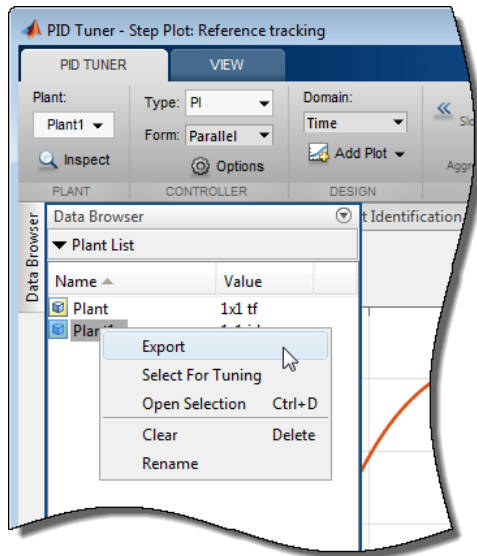 PID Tuner - Step Plot: Reference tracking
PID TUNER VIEW
Plant: Type: PI Domain:
Plant1 Form: Parallel Time
Inspect Options Add Plot
PLANT CONTROLLER DESIGN
Data Browser
Data Browser t Identification
Plant List
Name Value
Plant 1x1 tf
Export
Select For Tuning
Open Selection Ctrl+D
Clear Delete
Rename